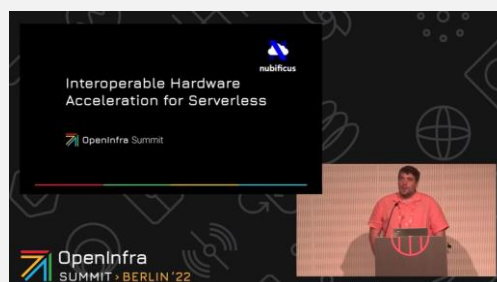 nubificus
Interoperable Hardware
Acceleration for Serverless
OpenInfra Summit
OpenInfra
SUMMIT › BERLIN '22